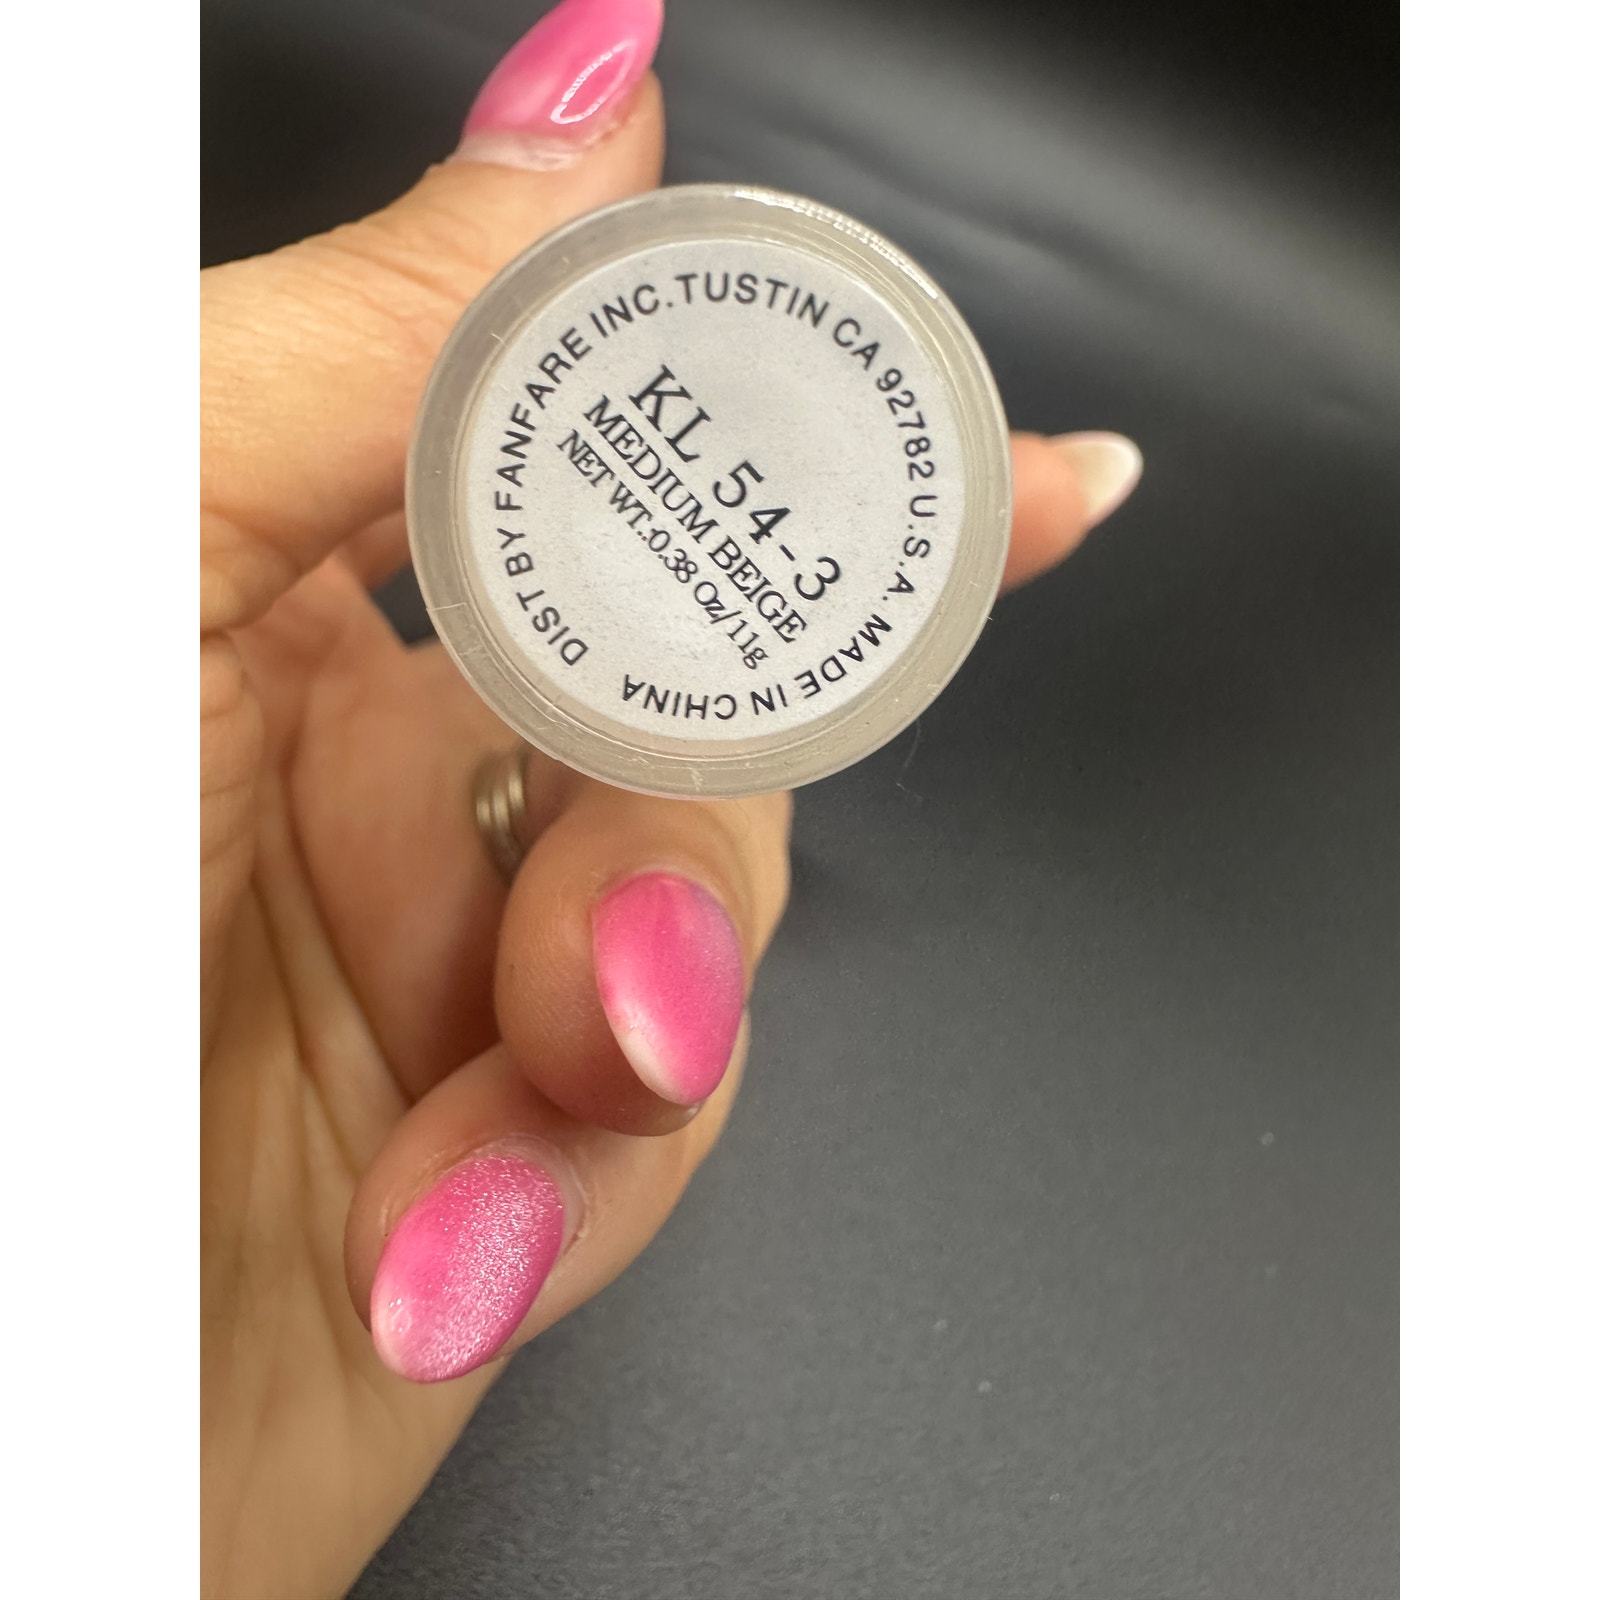 DIST BY FANFARE INC. TUSTIN CA 92782 U.S.A. MADE IN CHINA
KL 54-3
MEDIUM BEIGE
NET WT.:0.38 Oz/11g